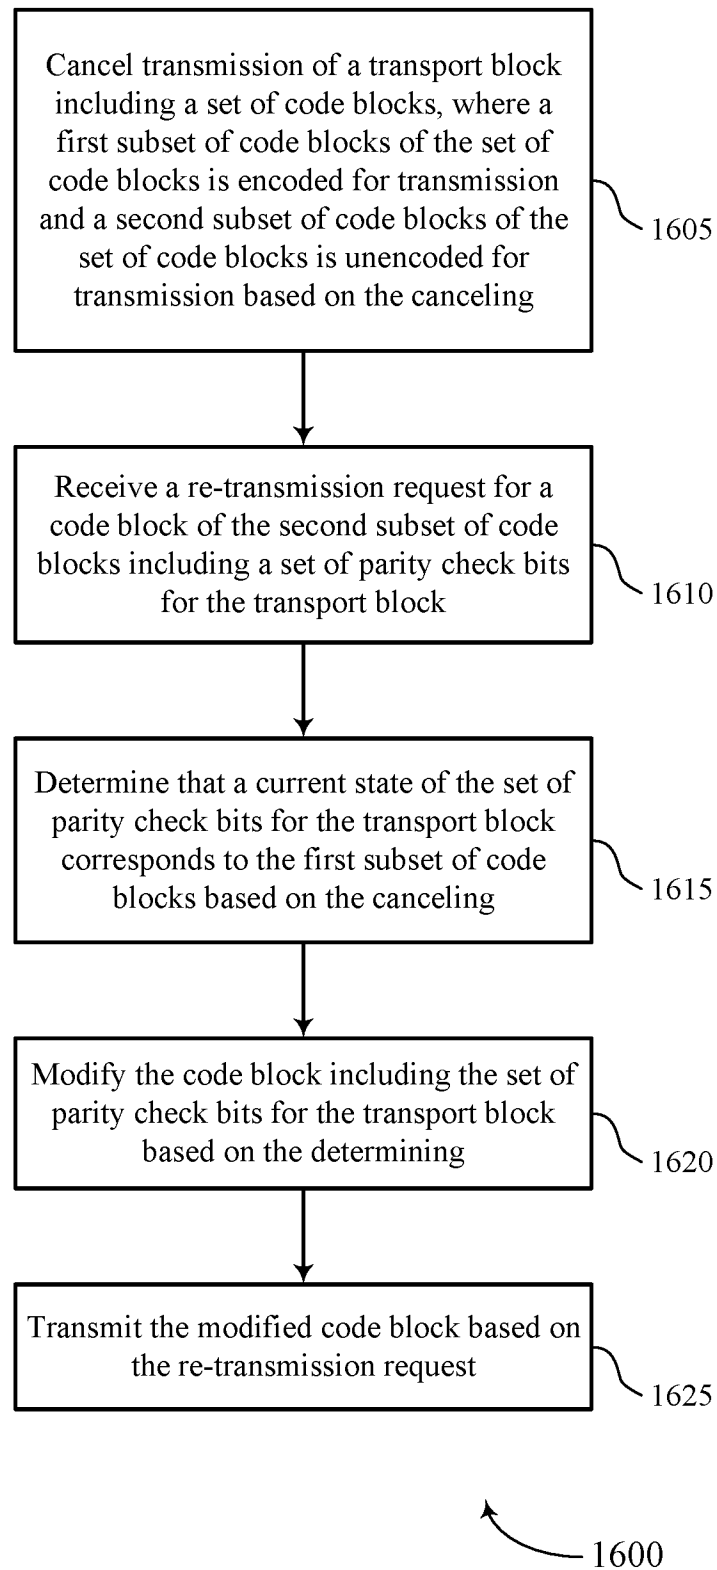 Cancel transmission of a transport block
including a set of code blocks, where a
first subset of code blocks of the set of
code blocks is encoded for transmission
and a second subset of code blocks of the
set of code blocks is unencoded for
transmission based on the canceling
1605
Receive a re-transmission request for a
code block of the second subset of code
blocks including a set of parity check bits
for the transport block
1610
Determine that a current state of the set of
parity check bits for the transport block
corresponds to the first subset of code
blocks based on the canceling
1615
Modify the code block including the set of
parity check bits for the transport block
based on the determining
1620
Transmit the modified code block based on
the re-transmission request
1625
1600